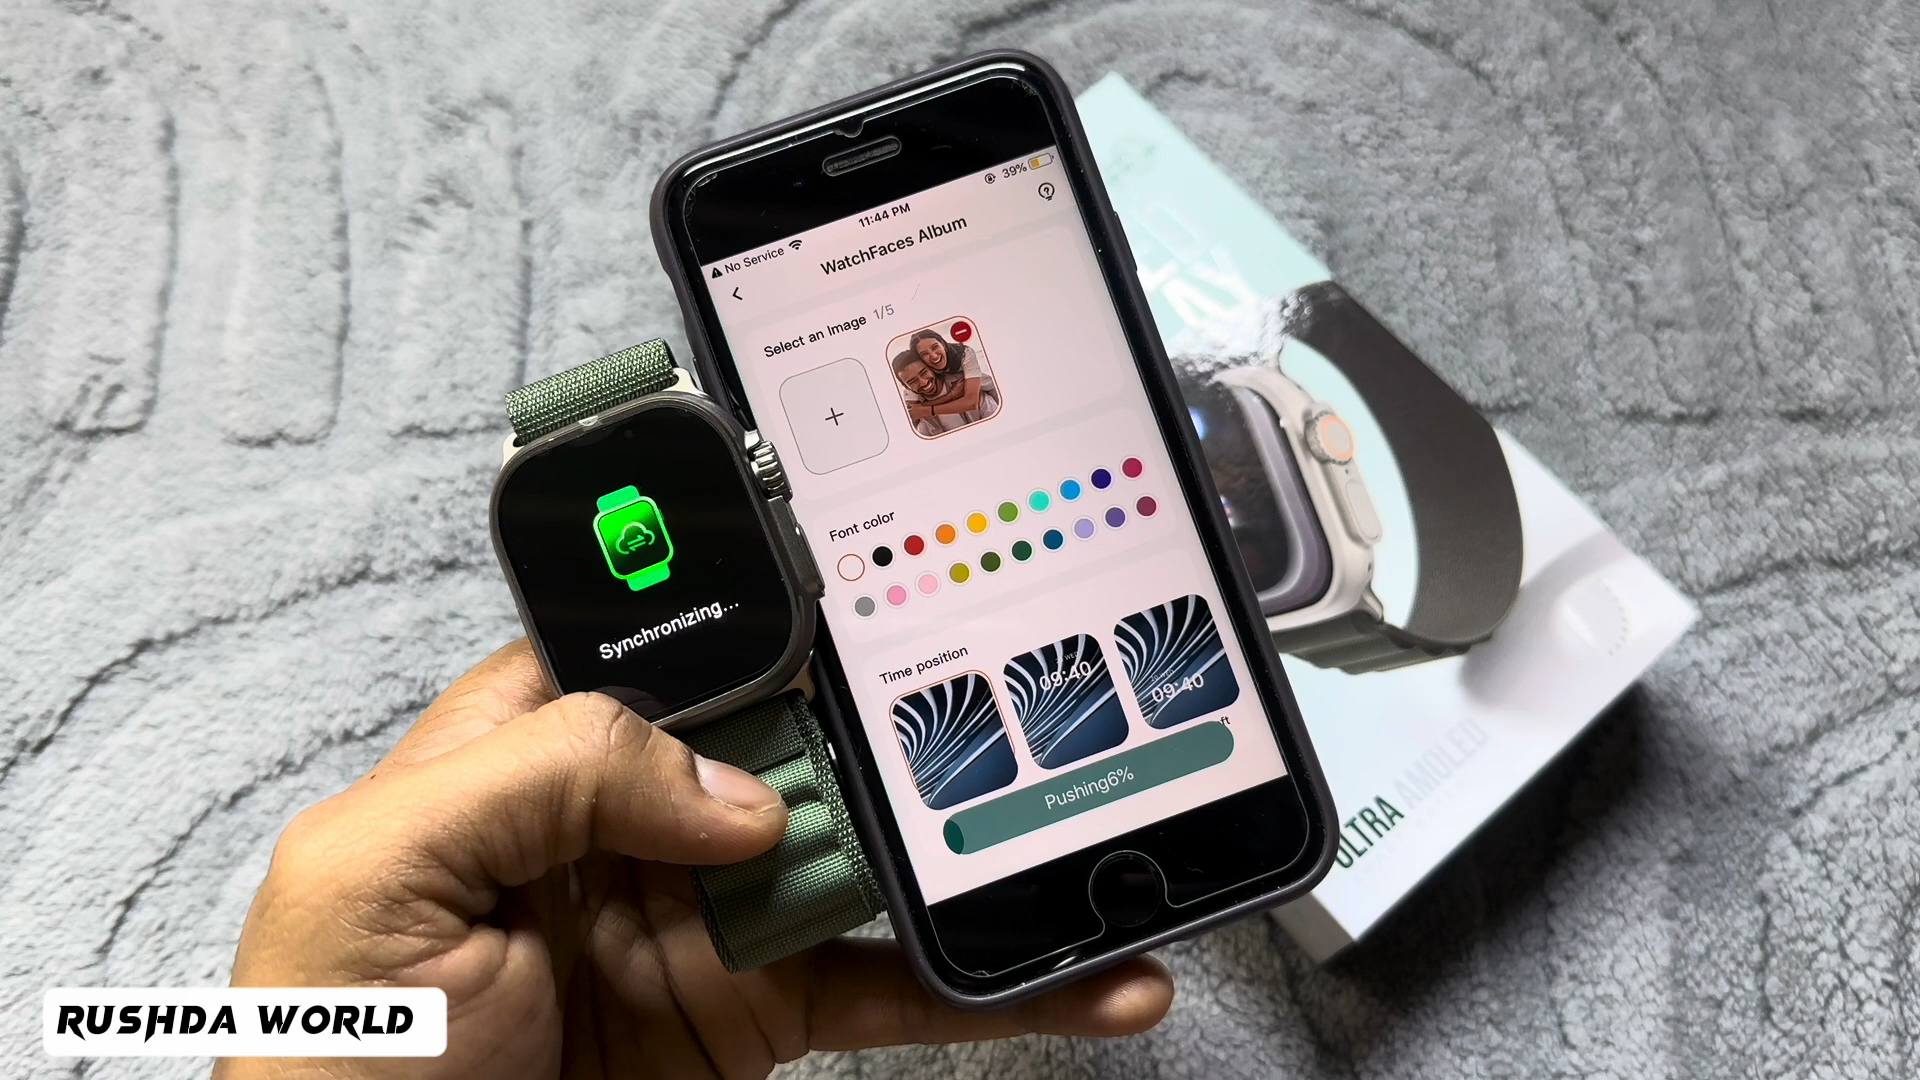 No Service
11:44 PM
39%
WatchFaces Album
Select an Image 1/5
Font color
Time position
09:40
09:40
Pushing6%
Synchronizing...
ULTRA AMOLED
RUSHDA WORLD